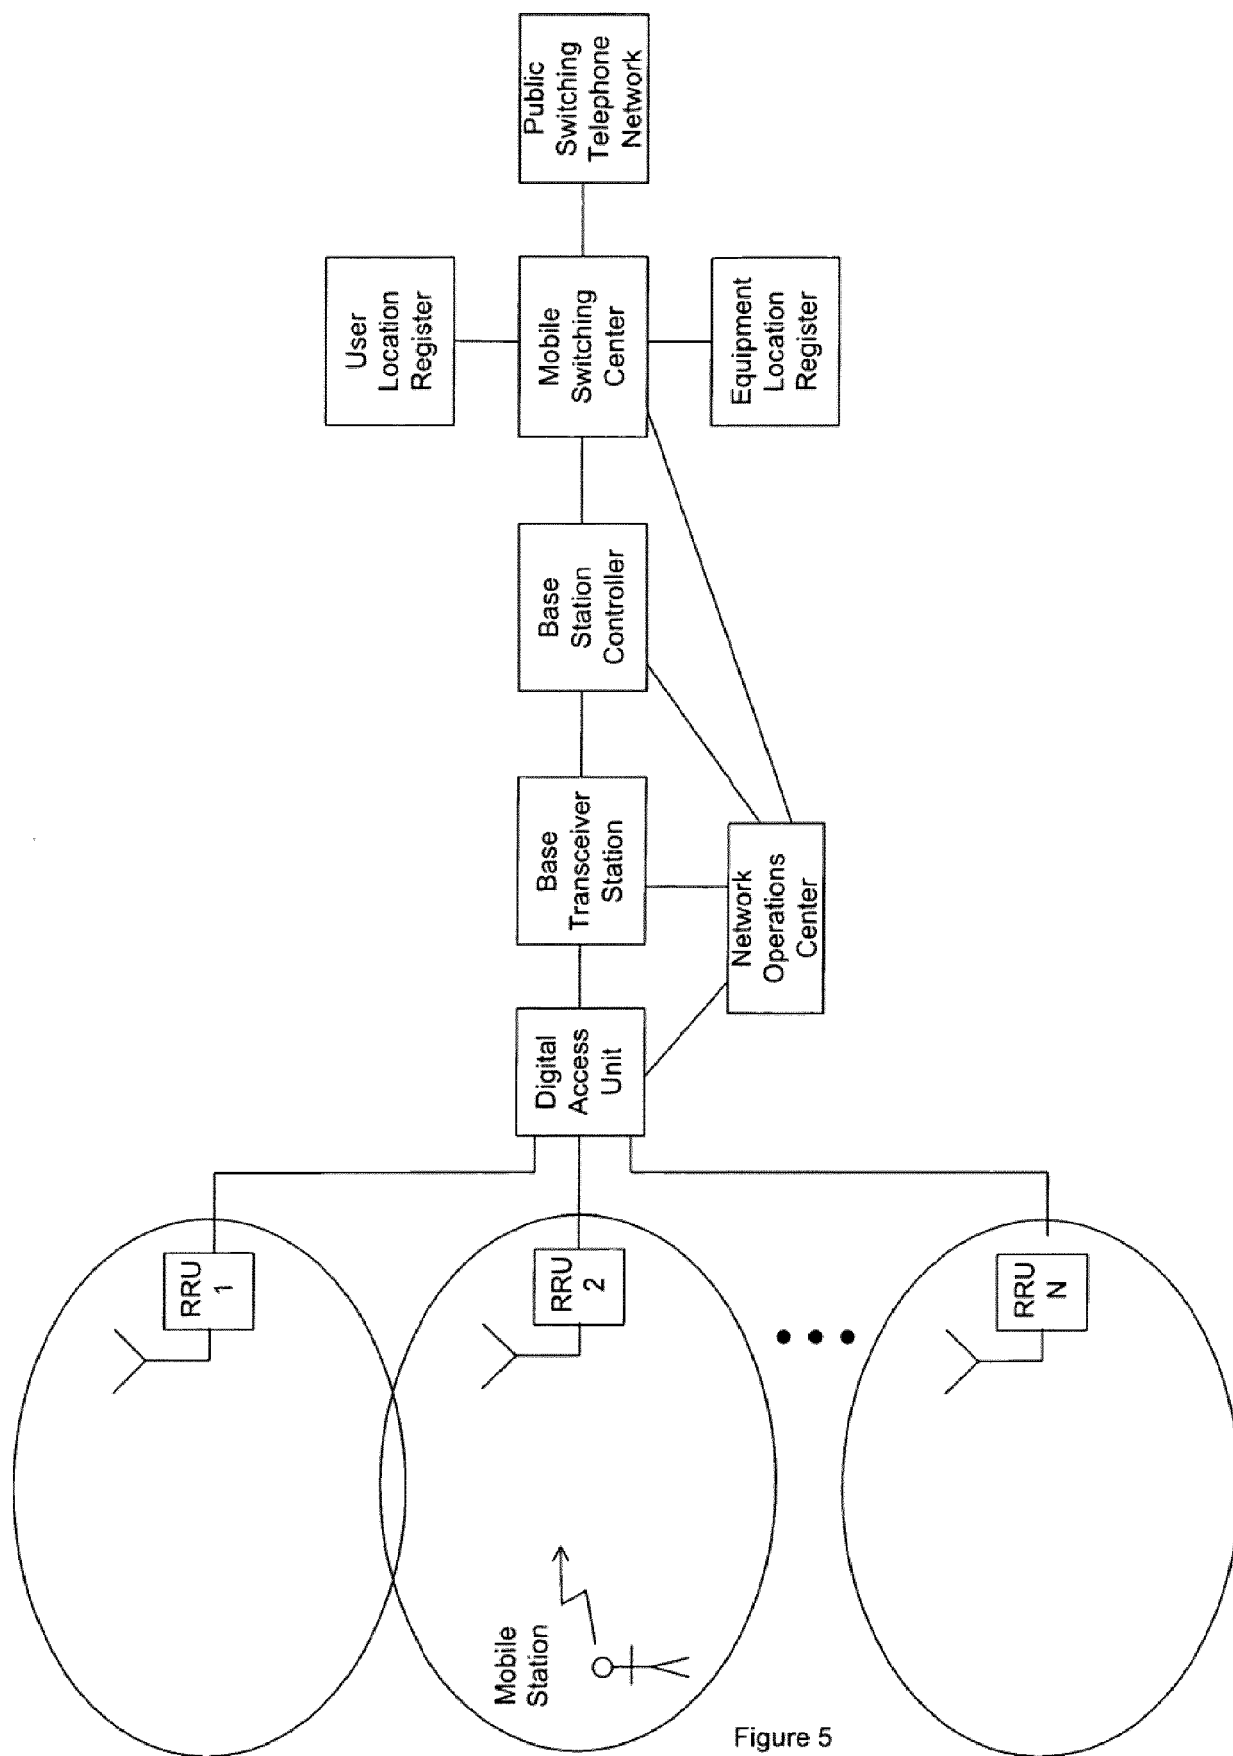 Public
Switching
Telephone
Network
User
Location
Register
Mobile
Switching
Center
Equipment
Location
Register
Base
Station
Controller
Base
Transceiver
Station
Network
Operations
Center
Digital
Access
Unit
RRU
1
RRU
2
RRU
N
Mobile
Station
Figure 5